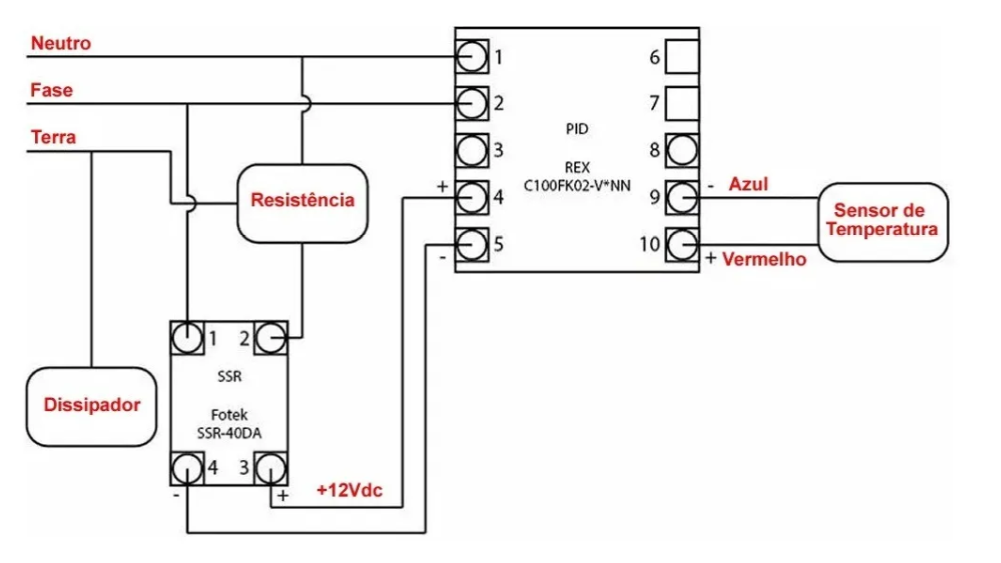 Neutro
1
6
Fase
2
7
PID
Terra
3
8
REX
C100FK02-V*NN
+
4
9
-
Azul
Resistência
Sensor de
Temperatura
5
10
-
+
Vermelho
1
2
SSR
Dissipador
Fotek
SSR-40DA
4
3
-
+
+12Vdc